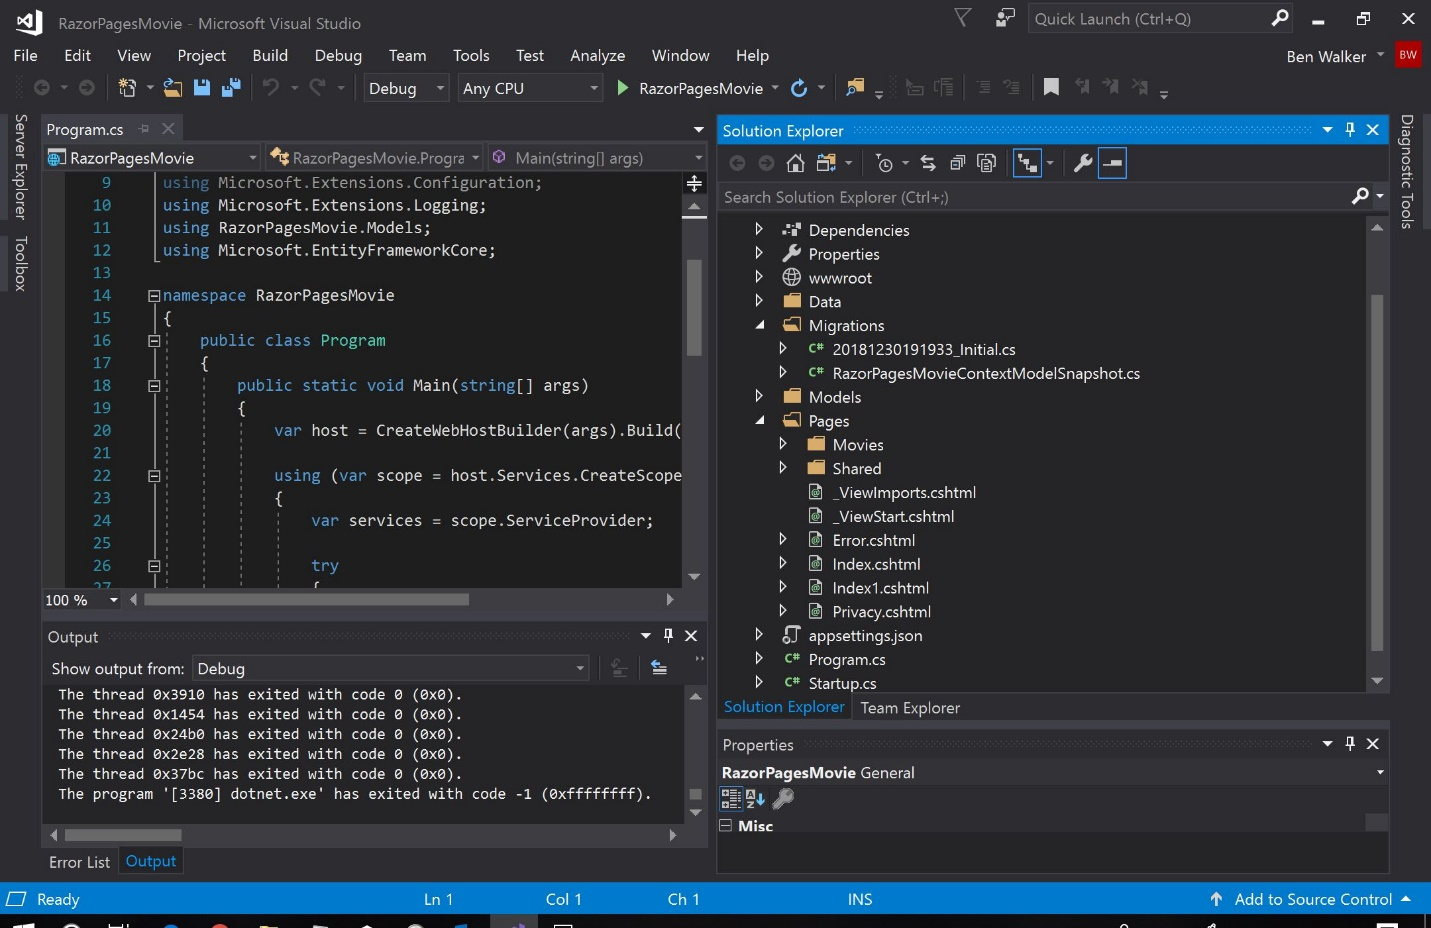 RazorPagesMovie - Microsoft Visual Studio
Quick Launch (Ctrl+Q)
File Edit View Project Build Debug Team Tools Test Analyze Window Help
Ben Walker BW
Debug Any CPU RazorPagesMovie
Server Explorer
Toolbox
Program.cs
RazorPagesMovie RazorPagesMovie.Progra Main(string[] args)
9 using Microsoft.Extensions.Configuration;
10 using Microsoft.Extensions.Logging;
11 using RazorPagesMovie.Models;
12 using Microsoft.EntityFrameworkCore;
13
14 namespace RazorPagesMovie
15 {
16 public class Program
17 {
18 public static void Main(string[] args)
19 {
20 var host = CreateWebHostBuilder(args).Build(
21
22 using (var scope = host.Services.CreateScope
23 {
24 var services = scope.ServiceProvider;
25
26 try
27 {
100 %
Output
Show output from: Debug
The thread 0x3910 has exited with code 0 (0x0).
The thread 0x1454 has exited with code 0 (0x0).
The thread 0x24b0 has exited with code 0 (0x0).
The thread 0x2e28 has exited with code 0 (0x0).
The thread 0x37bc has exited with code 0 (0x0).
The program '[3380] dotnet.exe' has exited with code -1 (0xffffffff).
Error List Output
Solution Explorer
Search Solution Explorer (Ctrl+;)
Dependencies
Properties
wwwroot
Data
Migrations
C# 20181230191933_Initial.cs
C# RazorPagesMovieContextModelSnapshot.cs
Models
Pages
Movies
Shared
_ViewImports.cshtml
_ViewStart.cshtml
Error.cshtml
Index.cshtml
Index1.cshtml
Privacy.cshtml
appsettings.json
C# Program.cs
C# Startup.cs
Solution Explorer Team Explorer
Properties
RazorPagesMovie General
Misc
Diagnostic Tools
Ready Ln 1 Col 1 Ch 1 INS Add to Source Control